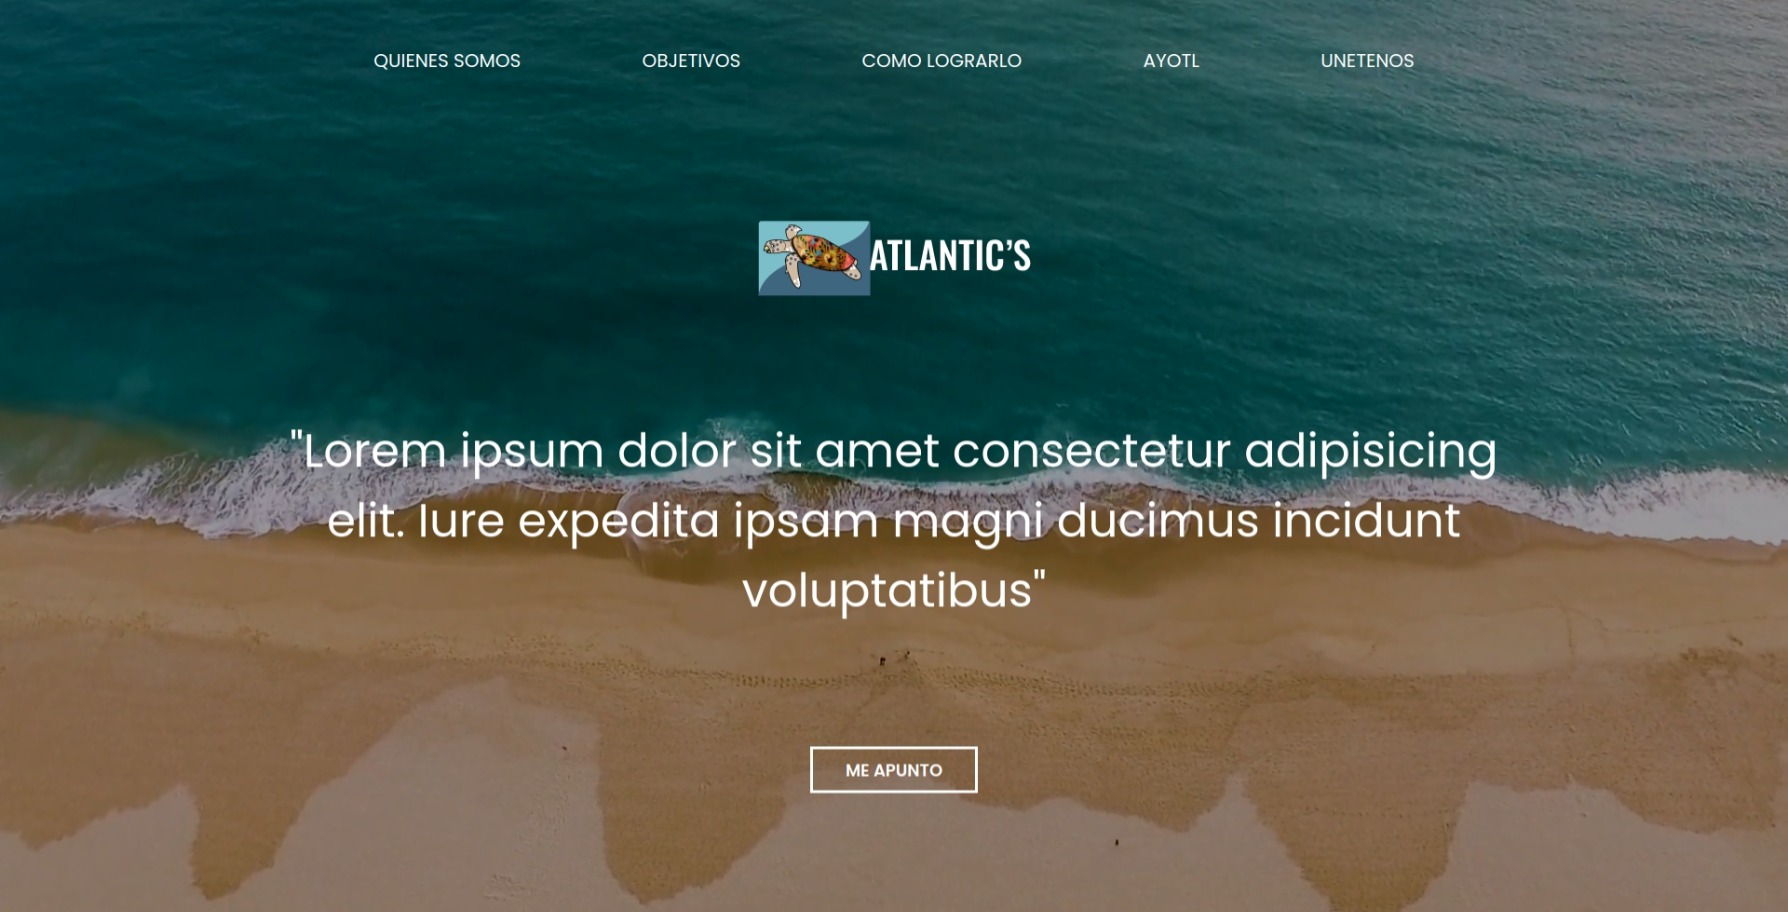 QUIENES SOMOS OBJETIVOS COMO LOGRARLO AYOTL UNETENOS
ATLANTIC’S
"Lorem ipsum dolor sit amet consectetur adipisicing
elit. Iure expedita ipsam magni ducimus incidunt
voluptatibus"
ME APUNTO